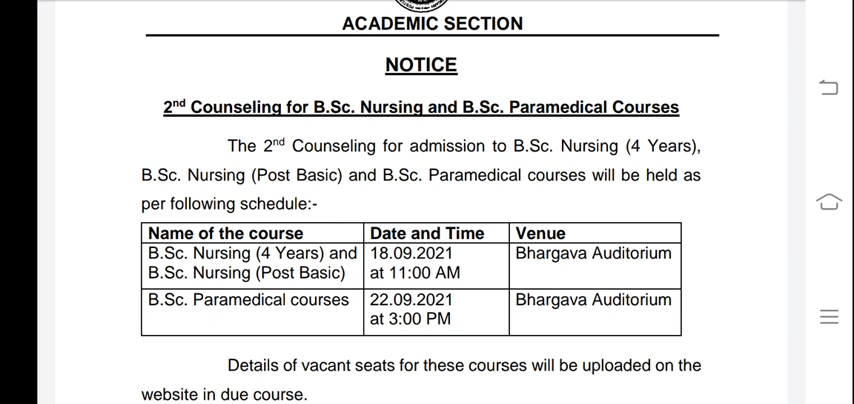 ACADEMIC SECTION
NOTICE
2nd Counseling for B.Sc. Nursing and B.Sc. Paramedical Courses
The 2nd Counseling for admission to B.Sc. Nursing (4 Years),
B.Sc. Nursing (Post Basic) and B.Sc. Paramedical courses will be held as
per following schedule:-
Name of the course Date and Time Venue
B.Sc. Nursing (4 Years) and 18.09.2021 Bhargava Auditorium
B.Sc. Nursing (Post Basic) at 11:00 AM
B.Sc. Paramedical courses 22.09.2021 Bhargava Auditorium
at 3:00 PM
Details of vacant seats for these courses will be uploaded on the
website in due course.